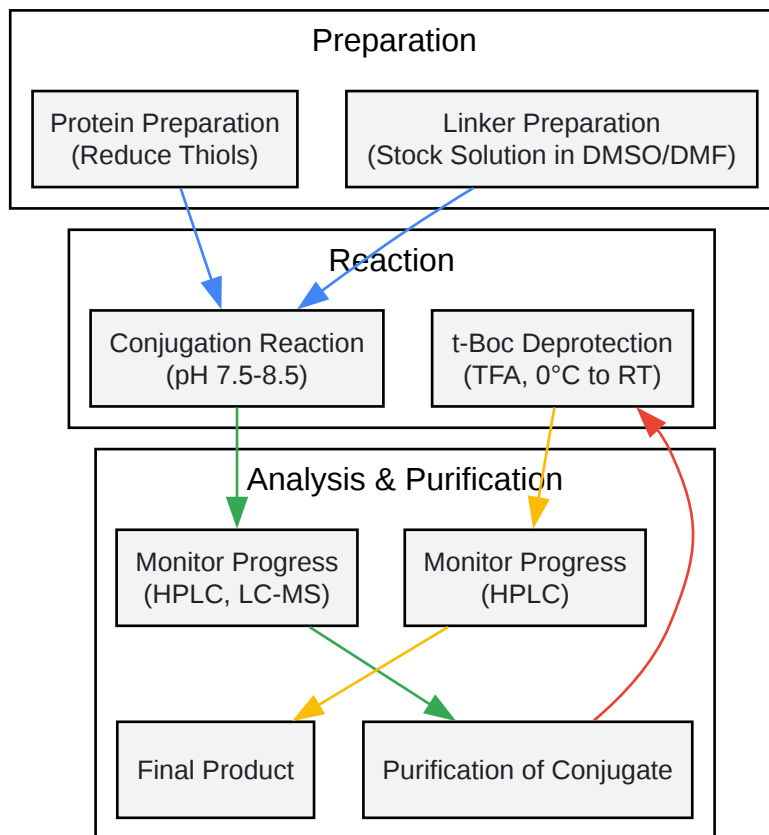 Preparation
Protein Preparation
(Reduce Thiols)
Linker Preparation
(Stock Solution in DMSO/DMF)
Reaction
Conjugation Reaction
(pH 7.5-8.5)
t-Boc Deprotection
(TFA, 0°C to RT)
Analysis & Purification
Monitor Progress
(HPLC, LC-MS)
Monitor Progress
(HPLC)
Final Product
Purification of Conjugate